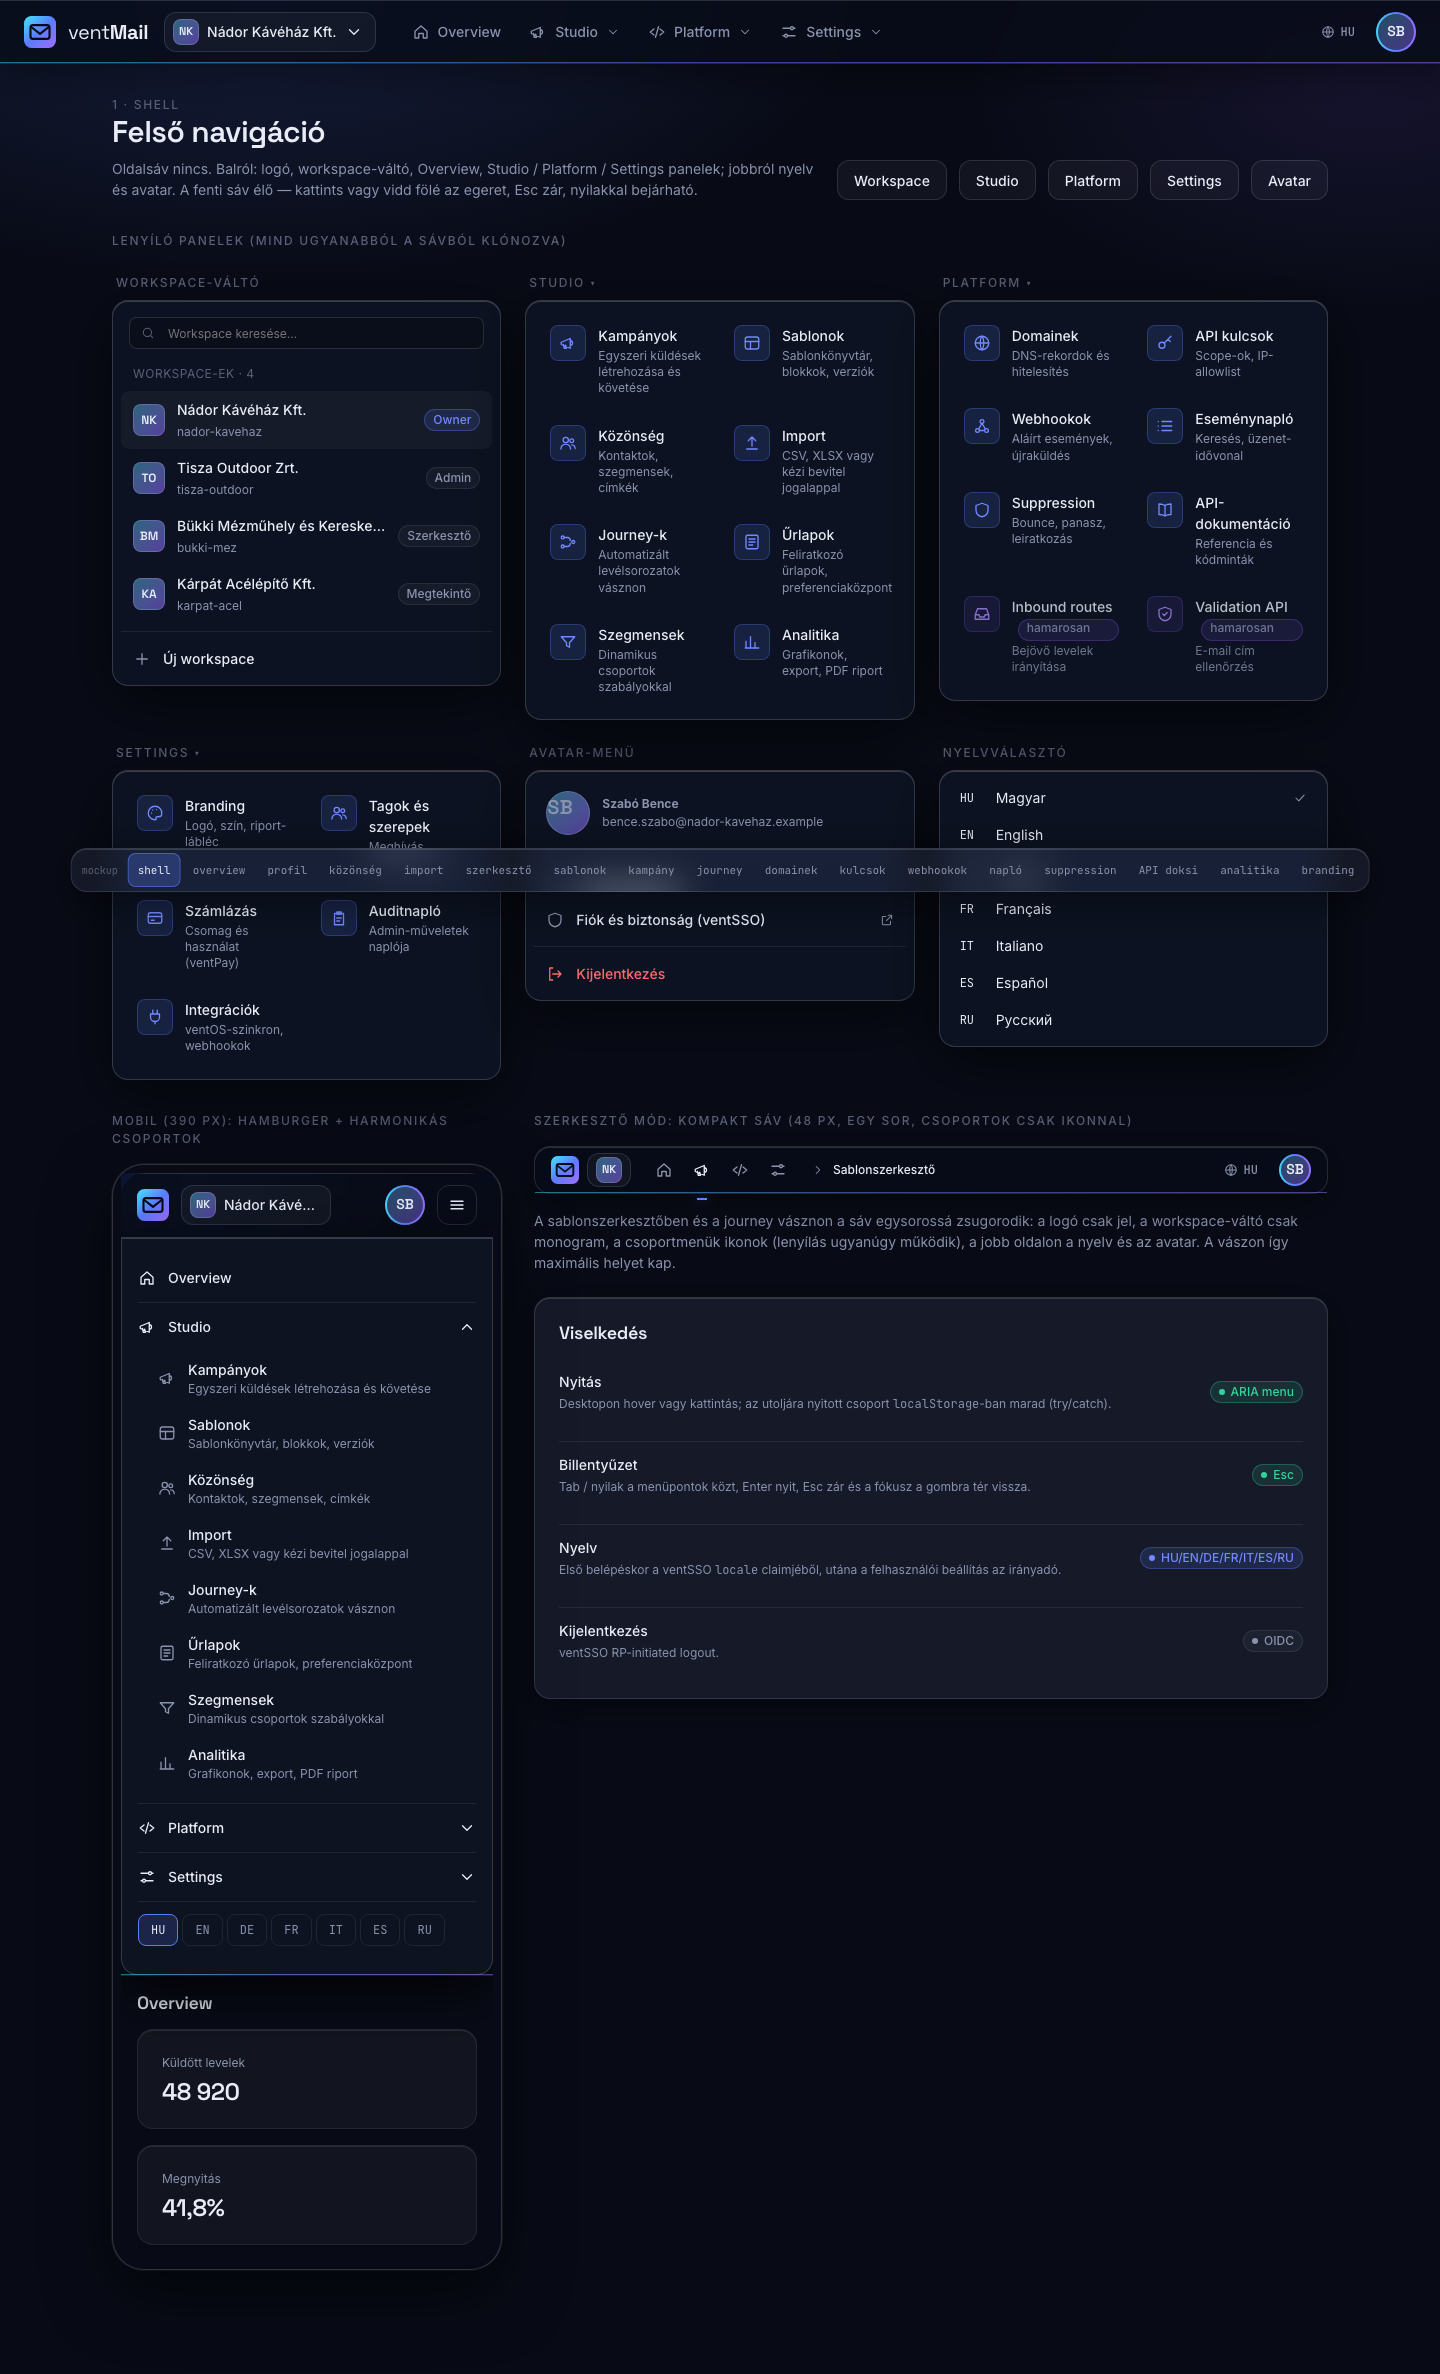 ventMail
NK Nádor Kávéház Kft.
Overview
Studio
Platform
Settings
HU
SB
1 · SHELL
Felső navigáció
Oldalsáv nincs. Balról: logó, workspace-váltó, Overview, Studio / Platform / Settings panelek; jobbról nyelv
és avatar. A fenti sáv élő — kattints vagy vidd fölé az egeret, Esc zár, nyilakkal bejárható.
Workspace
Studio
Platform
Settings
Avatar
LENYÍLÓ PANELEK (MIND UGYANABBÓL A SÁVBÓL KLÓNOZVA)
WORKSPACE-VÁLTÓ
Workspace keresése...
WORKSPACE-EK · 4
NK
Nádor Kávéház Kft.
nador-kavehaz
Owner
TO
Tisza Outdoor Zrt.
tisza-outdoor
Admin
BM
Bükki Mézműhely és Kereske...
bukki-mez
Szerkesztő
KA
Kárpát Acélépítő Kft.
karpat-acel
Megtekintő
Új workspace
STUDIO
Kampányok
Egyszeri küldések
létrehozása és
követése
Sablonok
Sablonkönyvtár,
blokkok, verziók
Közönség
Kontaktok,
szegmensek,
címkék
Import
CSV, XLSX vagy
kézi bevitel
jogalappal
Journey-k
Automatizált
levélsorozatok
vásznon
Űrlapok
Feliratkozó
űrlapok,
preferenciaközpont
Szegmensek
Dinamikus
csoportok
szabályokkal
Analitika
Grafikonok,
export, PDF riport
PLATFORM
Domainek
DNS-rekordok és
hitelesítés
API kulcsok
Scope-ok, IP-
allowlist
Webhookok
Aláírt események,
újraküldés
Eseménynapló
Keresés, üzenet-
idővonal
Suppression
Bounce, panasz,
leiratkozás
API-
dokumentáció
Referencia és
kódminták
Inbound routes
hamarosan
Bejövő levelek
irányítása
Validation API
hamarosan
E-mail cím
ellenőrzés
SETTINGS
Branding
Logó, szín, riport-
lábléc
Tagok és
szerepek
Meghívás
Számlázás
Csomag és
használat
(ventPay)
Auditnapló
Admin-műveletek
naplója
Integrációk
ventOS-szinkron,
webhookok
AVATAR-MENÜ
SB
Szabó Bence
bence.szabo@nador-kavehaz.example
Fiók és biztonság (ventSSO)
Kijelentkezés
NYELVVÁLASZTÓ
HU Magyar
EN English
FR Français
IT Italiano
ES Español
RU Русский
mockup shell overview profil közönség import szerkesztő sablonok kampány journey domainek kulcsok webhookok napló suppression API doksi analitika branding
MOBIL (390 PX): HAMBURGER + HARMONIKÁS
CSOPORTOK
NK Nádor Kávé...
SB
Overview
Studio
Kampányok
Egyszeri küldések létrehozása és követése
Sablonok
Sablonkönyvtár, blokkok, verziók
Közönség
Kontaktok, szegmensek, címkék
Import
CSV, XLSX vagy kézi bevitel jogalappal
Journey-k
Automatizált levélsorozatok vásznon
Űrlapok
Feliratkozó űrlapok, preferenciaközpont
Szegmensek
Dinamikus csoportok szabályokkal
Analitika
Grafikonok, export, PDF riport
Platform
Settings
HU EN DE FR IT ES RU
Overview
Küldött levelek
48 920
Megnyitás
41,8%
SZERKESZTŐ MÓD: KOMPAKT SÁV (48 PX, EGY SOR, CSOPORTOK CSAK IKONNAL)
NK
Sablonszerkesztő
HU
SB
A sablonszerkesztőben és a journey vásznon a sáv egysorossá zsugorodik: a logó csak jel, a workspace-váltó csak
monogram, a csoportmenük ikonok (lenyílás ugyanúgy működik), a jobb oldalon a nyelv és az avatar. A vászon így
maximális helyet kap.
Viselkedés
Nyitás
Desktopon hover vagy kattintás; az utoljára nyitott csoport localStorage-ban marad (try/catch).
ARIA menu
Billentyűzet
Tab / nyilak a menüpontok közt, Enter nyit, Esc zár és a fókusz a gombra tér vissza.
Esc
Nyelv
Első belépéskor a ventSSO locale claimjéből, utána a felhasználói beállítás az irányadó.
HU/EN/DE/FR/IT/ES/RU
Kijelentkezés
ventSSO RP-initiated logout.
OIDC